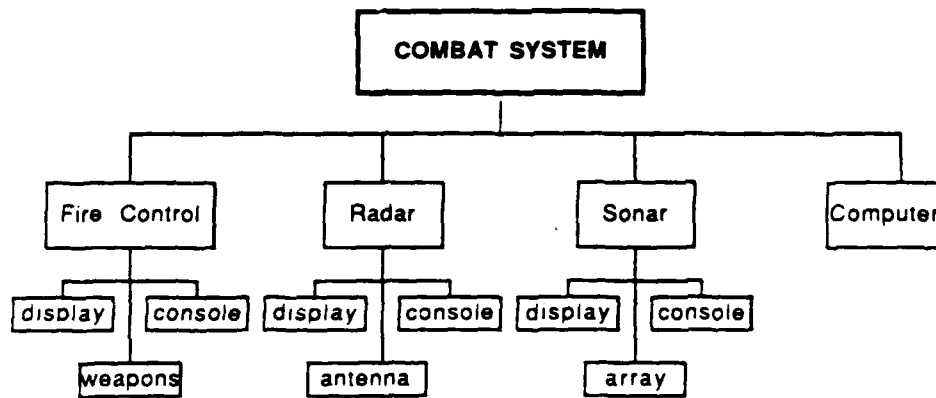 COMBAT SYSTEM
Fire Control
Radar
Sonar
Computer
display
console
display
console
display
console
weapons
antenna
array